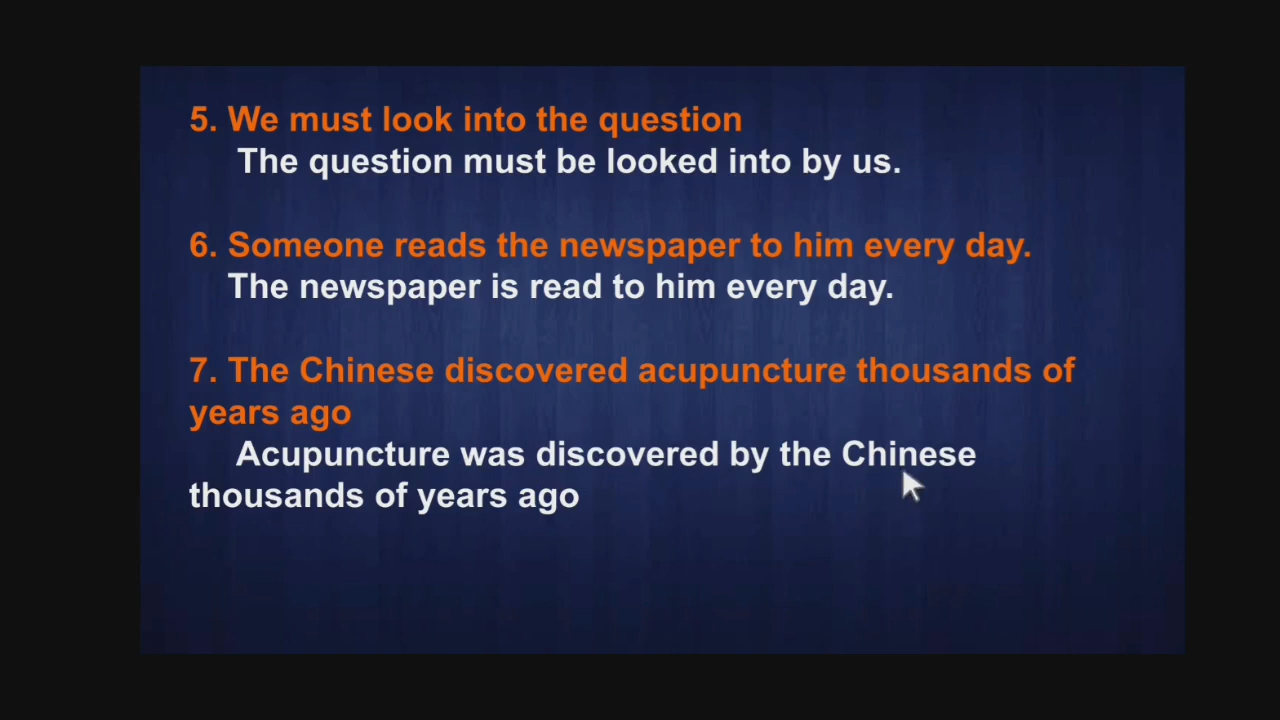 5. We must look into the question
The question must be looked into by us.
6. Someone reads the newspaper to him every day.
The newspaper is read to him every day.
7. The Chinese discovered acupuncture thousands of
years ago
Acupuncture was discovered by the Chinese
thousands of years ago